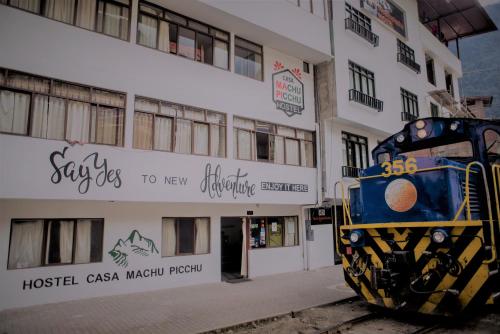 CASA
MACHU
PICCHU
HOSTEL
Say Yes TO NEW Adventure ENJOY IT HERE
HOSTEL CASA MACHU PICCHU
356